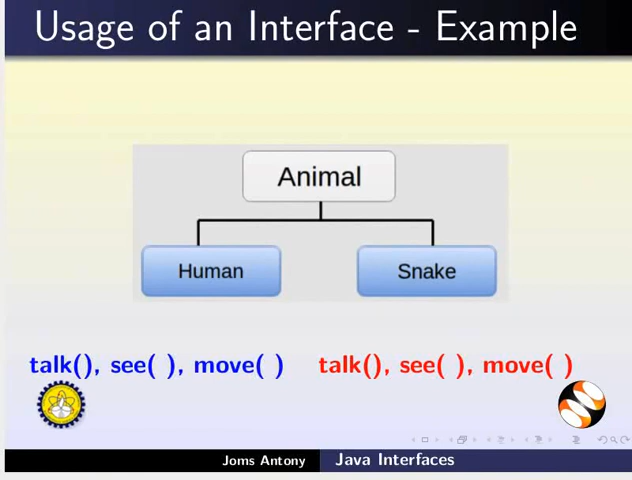 Usage of an Interface - Example
Animal
Human Snake
talk(), see( ), move( ) talk(), see( ), move( )
Joms Antony Java Interfaces